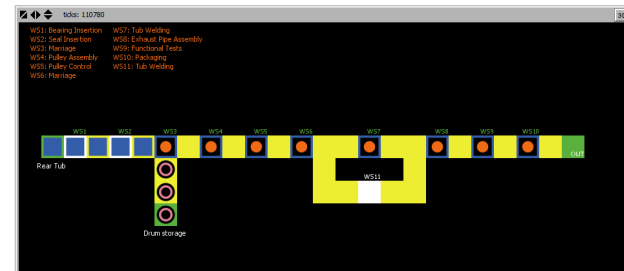 ticks: 110780
3D
WS1: Bearing Insertion WS7: Tub Welding
WS2: Seal Insertion WS8: Exhaust Pipe Assembly
WS3: Marriage WS9: Functional Tests
WS4: Pulley Assembly WS10: Packaging
WS5: Pulley Control WS11: Tub Welding
WS6: Marriage
WS1 WS2 WS3 WS4 WS5 WS6 WS7 WS8 WS9 WS10
OUT
Rear Tub
WS11
Drum storage